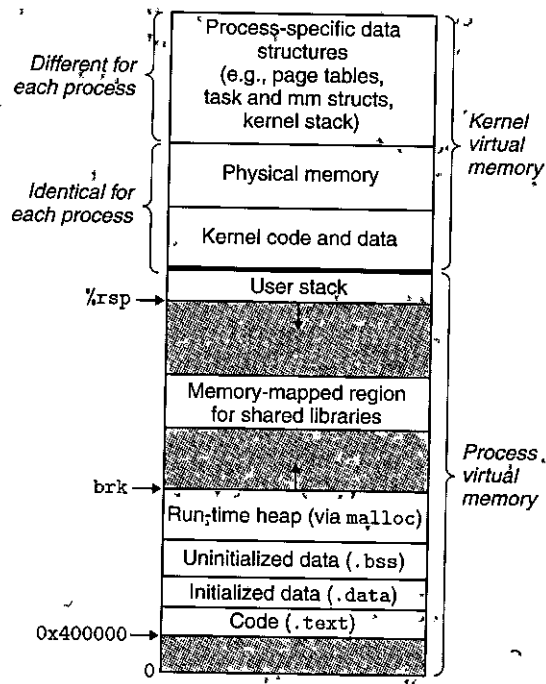 Process-specific data
structures
(e.g., page tables,
task and mm structs,
kernel stack)
Different for
each process
Kernel
virtual
memory
Physical memory
Identical for
each process
Kernel code and data
User stack
%rsp
Memory-mapped region
for shared libraries
Process
virtual
memory
brk
Run-time heap (via malloc)
Uninitialized data (.bss)
Initialized data (.data)
Code (.text)
0x400000
0